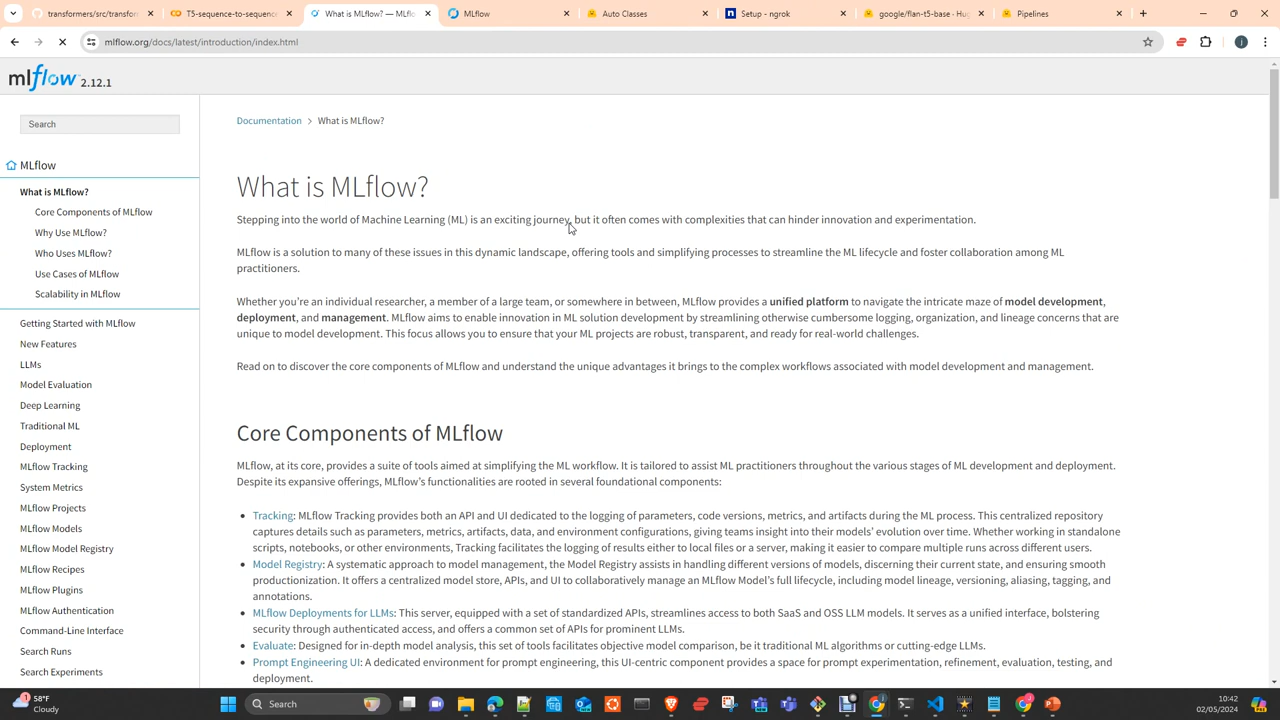 transformers/src/transform
T5-sequence-to-sequence
What is MLflow? — MLflo
MLflow
Auto Classes
Setup - ngrok
google/flan-t5-base · Hug
Pipelines
mlflow.org/docs/latest/introduction/index.html
mlflow 2.12.1
Search
MLflow
What is MLflow?
Core Components of MLflow
Why Use MLflow?
Who Uses MLflow?
Use Cases of MLflow
Scalability in MLflow
Getting Started with MLflow
New Features
LLMs
Model Evaluation
Deep Learning
Traditional ML
Deployment
MLflow Tracking
System Metrics
MLflow Projects
MLflow Models
MLflow Model Registry
MLflow Recipes
MLflow Plugins
MLflow Authentication
Command-Line Interface
Search Runs
Search Experiments
Documentation > What is MLflow?
What is MLflow?
Stepping into the world of Machine Learning (ML) is an exciting journey, but it often comes with complexities that can hinder innovation and experimentation.
MLflow is a solution to many of these issues in this dynamic landscape, offering tools and simplifying processes to streamline the ML lifecycle and foster collaboration among ML
practitioners.
Whether you're an individual researcher, a member of a large team, or somewhere in between, MLflow provides a unified platform to navigate the intricate maze of model development,
deployment, and management. MLflow aims to enable innovation in ML solution development by streamlining otherwise cumbersome logging, organization, and lineage concerns that are
unique to model development. This focus allows you to ensure that your ML projects are robust, transparent, and ready for real-world challenges.
Read on to discover the core components of MLflow and understand the unique advantages it brings to the complex workflows associated with model development and management.
Core Components of MLflow
MLflow, at its core, provides a suite of tools aimed at simplifying the ML workflow. It is tailored to assist ML practitioners throughout the various stages of ML development and deployment.
Despite its expansive offerings, MLflow's functionalities are rooted in several foundational components:
• Tracking: MLflow Tracking provides both an API and UI dedicated to the logging of parameters, code versions, metrics, and artifacts during the ML process. This centralized repository
captures details such as parameters, metrics, artifacts, data, and environment configurations, giving teams insight into their models' evolution over time. Whether working in standalone
scripts, notebooks, or other environments, Tracking facilitates the logging of results either to local files or a server, making it easier to compare multiple runs across different users.
• Model Registry: A systematic approach to model management, the Model Registry assists in handling different versions of models, discerning their current state, and ensuring smooth
productionization. It offers a centralized model store, APIs, and UI to collaboratively manage an MLflow Model's full lifecycle, including model lineage, versioning, aliasing, tagging, and
annotations.
• MLflow Deployments for LLMs: This server, equipped with a set of standardized APIs, streamlines access to both SaaS and OSS LLM models. It serves as a unified interface, bolstering
security through authenticated access, and offers a common set of APIs for prominent LLMs.
• Evaluate: Designed for in-depth model analysis, this set of tools facilitates objective model comparison, be it traditional ML algorithms or cutting-edge LLMs.
• Prompt Engineering UI: A dedicated environment for prompt engineering, this UI-centric component provides a space for prompt experimentation, refinement, evaluation, testing, and
deployment.
58°F
Cloudy
Search
10:42
02/05/2024